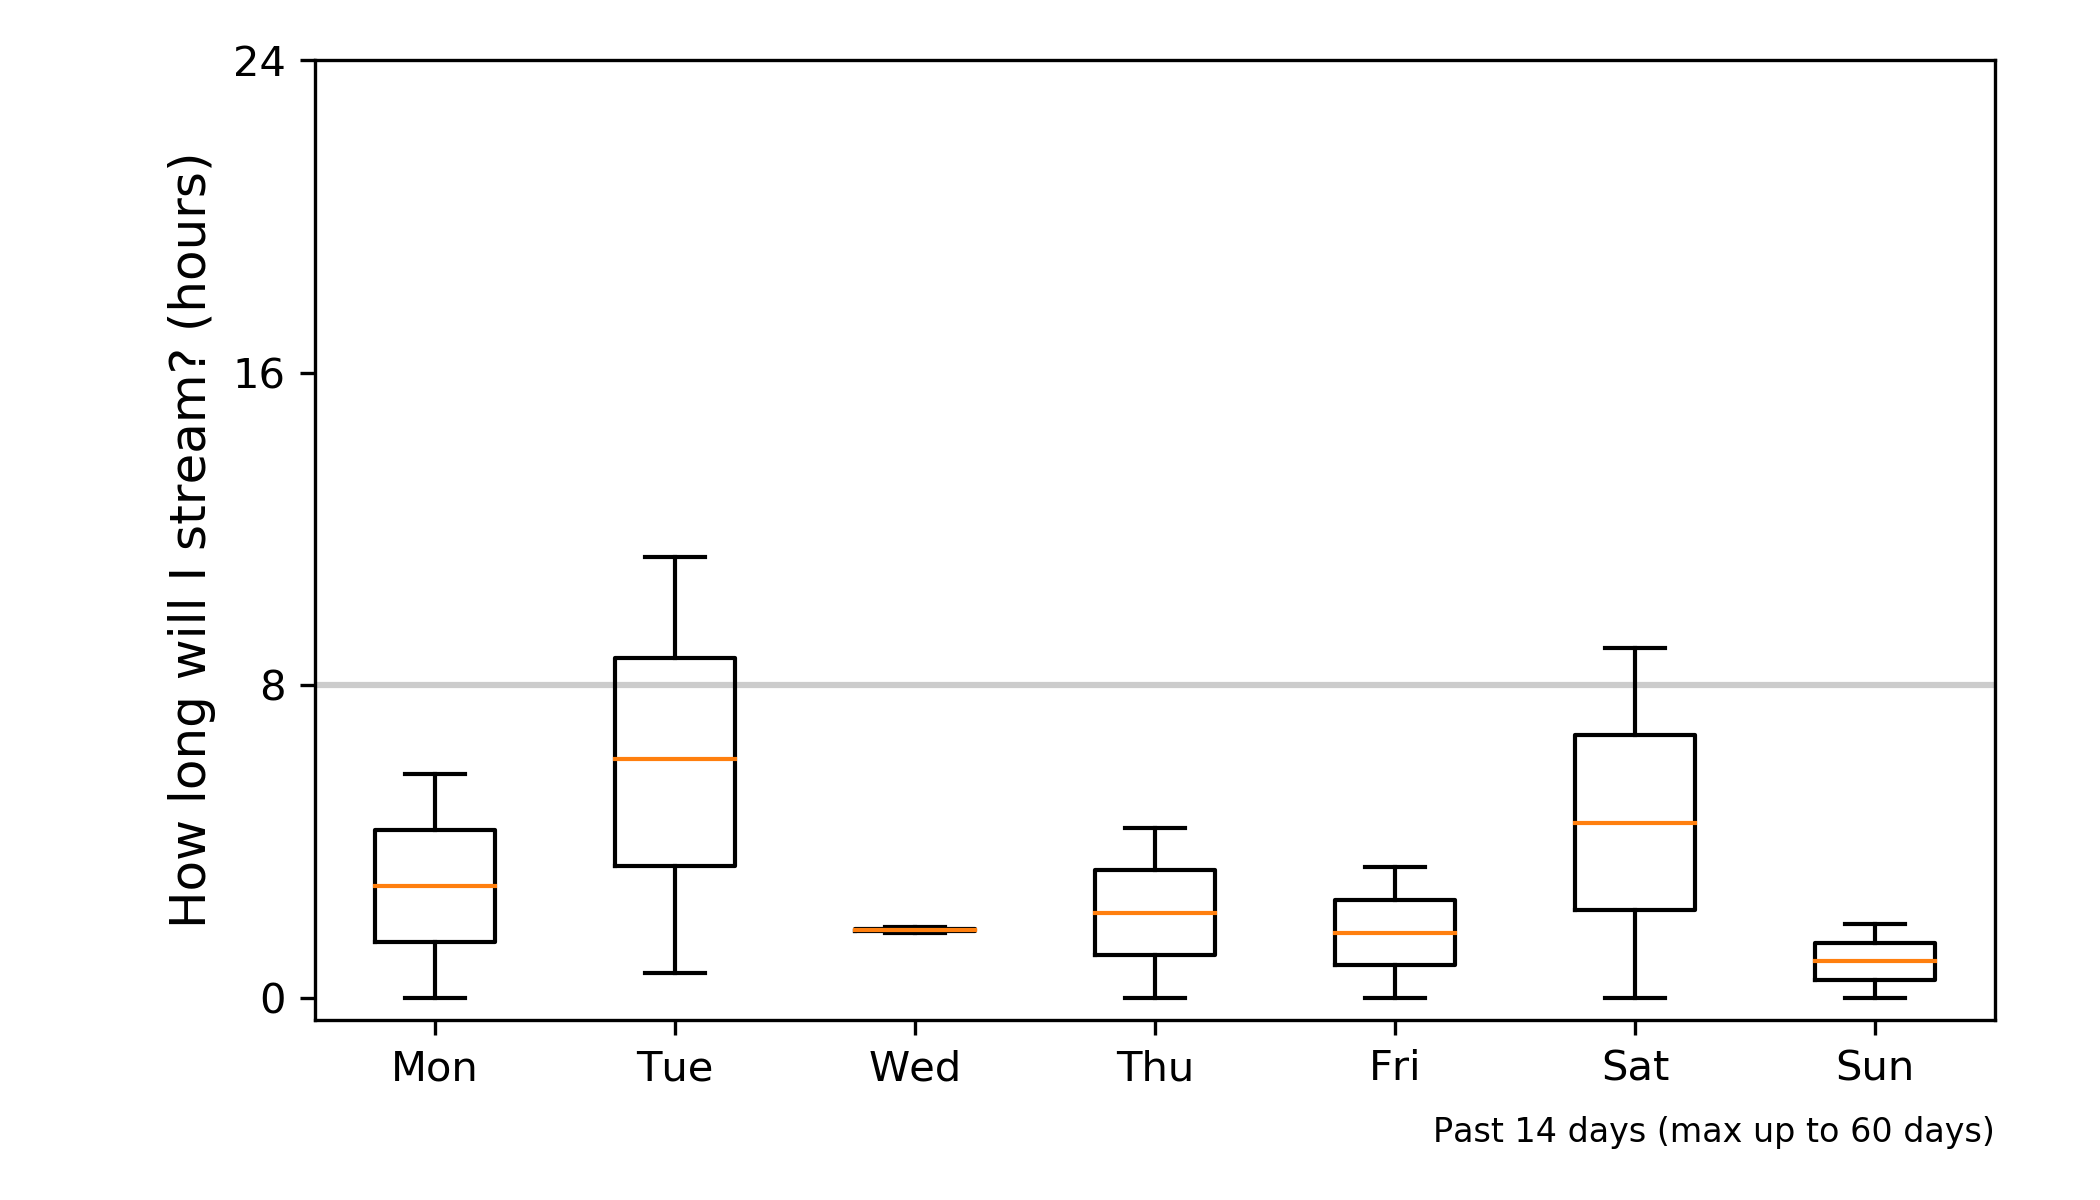 How long will I stream? (hours)
24
16
8
0
Mon Tue Wed Thu Fri Sat Sun
Past 14 days (max up to 60 days)